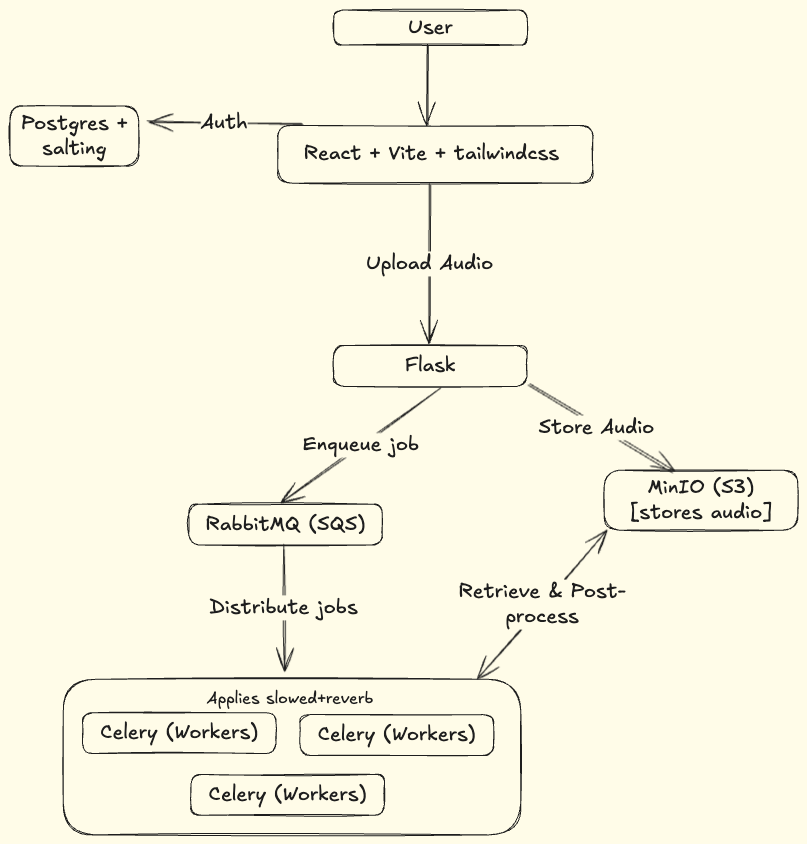 User
Postgres +
salting
Auth
React + Vite + tailwindcss
Upload Audio
Flask
Enqueue job
Store Audio
RabbitMQ (SQS)
MinIO (S3)
[stores audio]
Distribute jobs
Retrieve & Post-
process
Applies slowed+reverb
Celery (Workers)
Celery (Workers)
Celery (Workers)